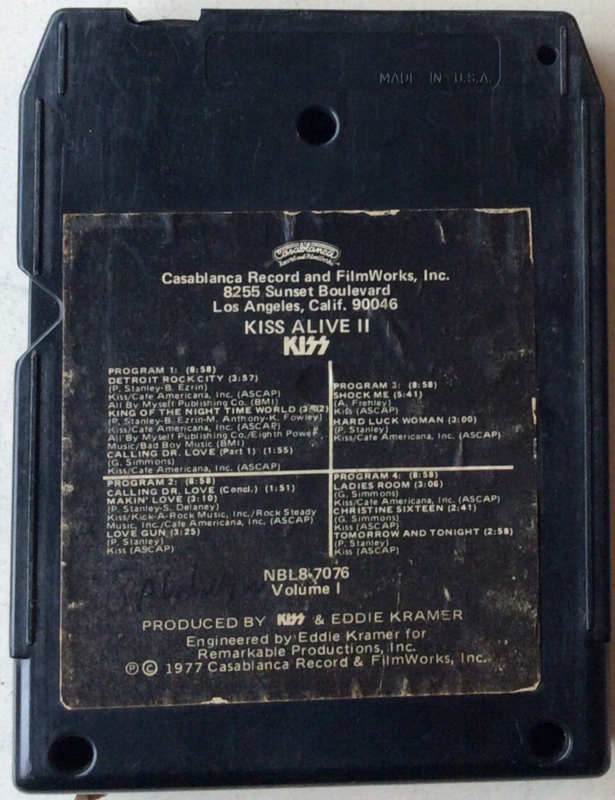 MADE IN U.S.A.
Casablanca
Record and FilmWorks
Casablanca Record and FilmWorks, Inc.
8255 Sunset Boulevard
Los Angeles, Calif. 90046
KISS ALIVE II
KISS
PROGRAM 1: (8:58)
DETROIT ROCK CITY (3:57)
(P. Stanley-B. Ezrin)
Kiss/Cafe Americana, Inc. (ASCAP)
All By Myself Publishing Co. (BMI)
KING OF THE NIGHT TIME WORLD (3:02)
(P. Stanley-B. Ezrin-M. Anthony-K. Fowley)
Kiss/Cafe Americana, Inc. (ASCAP)
All By Myself Publishing Co./Eighth Power
Music/Bad Boy Music (BMI)
CALLING DR. LOVE (Part 1) (1:55)
(G. Simmons)
Kiss/Cafe Americana, Inc. (ASCAP)
PROGRAM 2: (8:58)
CALLING DR. LOVE (Concl.) (1:51)
MAKIN' LOVE (3:10)
(P. Stanley-S. Delaney)
Kiss/Kick-A-Rock Music, Inc./Rock Steady
Music, Inc./Cafe Americana, Inc. (ASCAP)
LOVE GUN (3:25)
(P. Stanley)
Kiss (ASCAP)
PROGRAM 3: (8:58)
SHOCK ME (5:41)
(A. Frehley)
Kiss (ASCAP)
HARD LUCK WOMAN (3:00)
(P. Stanley)
Kiss/Cafe Americana, Inc. (ASCAP)
PROGRAM 4: (8:58)
LADIES ROOM (3:06)
(G. Simmons)
Kiss/Cafe Americana, Inc. (ASCAP)
CHRISTINE SIXTEEN (2:41)
(G. Simmons)
Kiss (ASCAP)
TOMORROW AND TONIGHT (2:58)
(P. Stanley)
Kiss (ASCAP)
NBL8-7076
Volume I
PRODUCED BY KISS & EDDIE KRAMER
Engineered by Eddie Kramer for
Remarkable Productions, Inc.
℗ © 1977 Casablanca Record & FilmWorks, Inc.